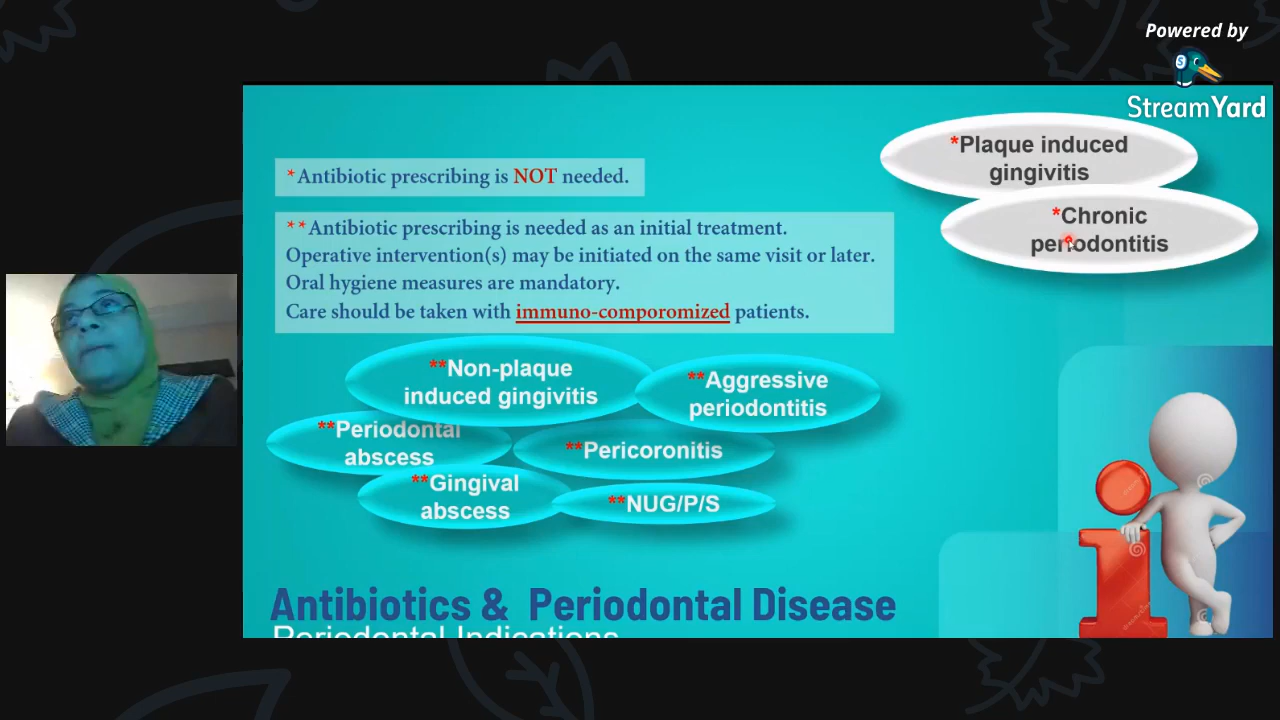 Powered by
StreamYard
*Plaque induced
gingivitis
*Chronic
periodontitis
*Antibiotic prescribing is NOT needed.
**Antibiotic prescribing is needed as an initial treatment.
Operative intervention(s) may be initiated on the same visit or later.
Oral hygiene measures are mandatory.
Care should be taken with immuno-comporomized patients.
**Non-plaque
induced gingivitis
**Aggressive
periodontitis
**Periodontal
abscess
**Pericoronitis
**Gingival
abscess
**NUG/P/S
Antibiotics & Periodontal Disease
Periodontal Indications